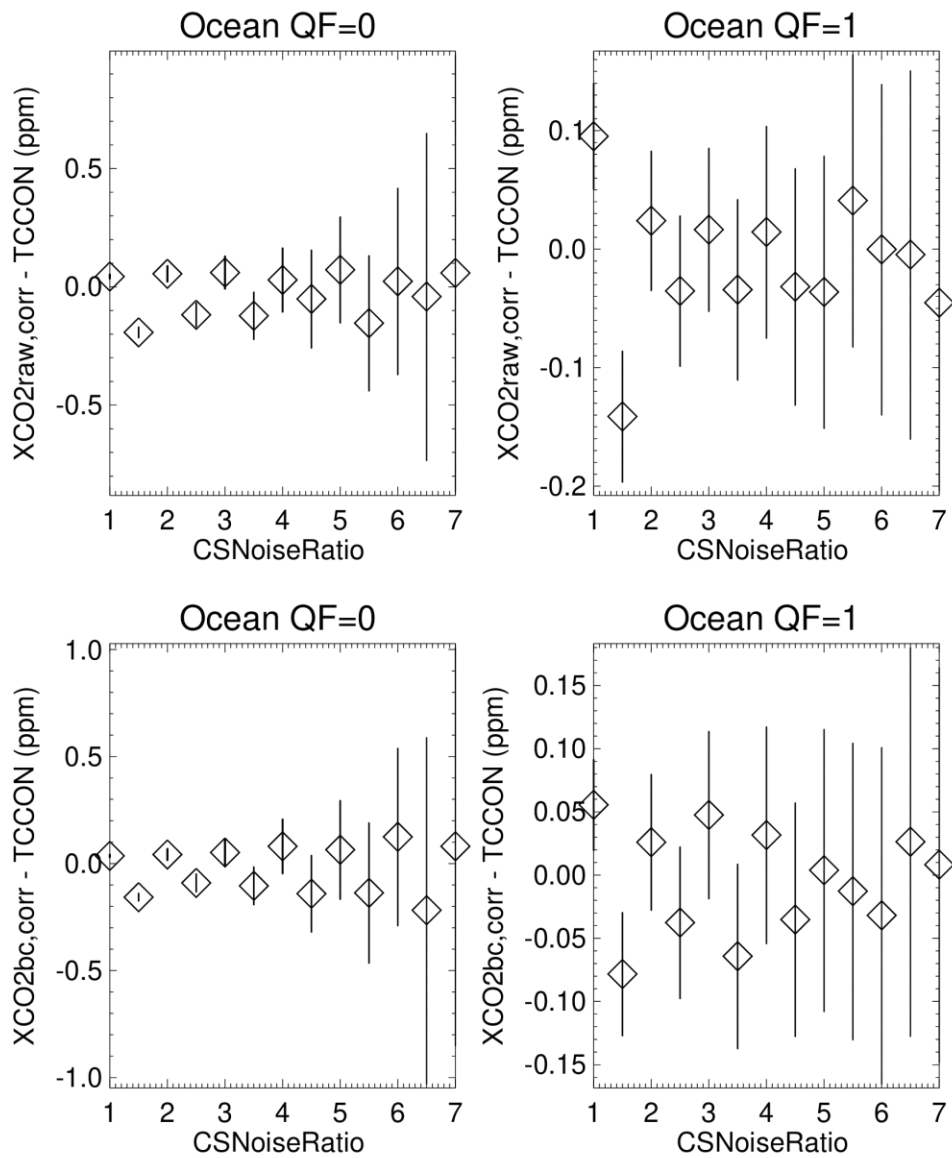 Ocean QF=0
XCO2raw,corr - TCCON (ppm)
0.5
0.0
-0.5
1 2 3 4 5 6 7
CSNoiseRatio
Ocean QF=1
XCO2raw,corr - TCCON (ppm)
0.1
0.0
-0.1
-0.2
1 2 3 4 5 6 7
CSNoiseRatio
Ocean QF=0
XCO2bc,corr - TCCON (ppm)
1.0
0.5
0.0
-0.5
-1.0
1 2 3 4 5 6 7
CSNoiseRatio
Ocean QF=1
XCO2bc,corr - TCCON (ppm)
0.15
0.10
0.05
0.00
-0.05
-0.10
-0.15
1 2 3 4 5 6 7
CSNoiseRatio